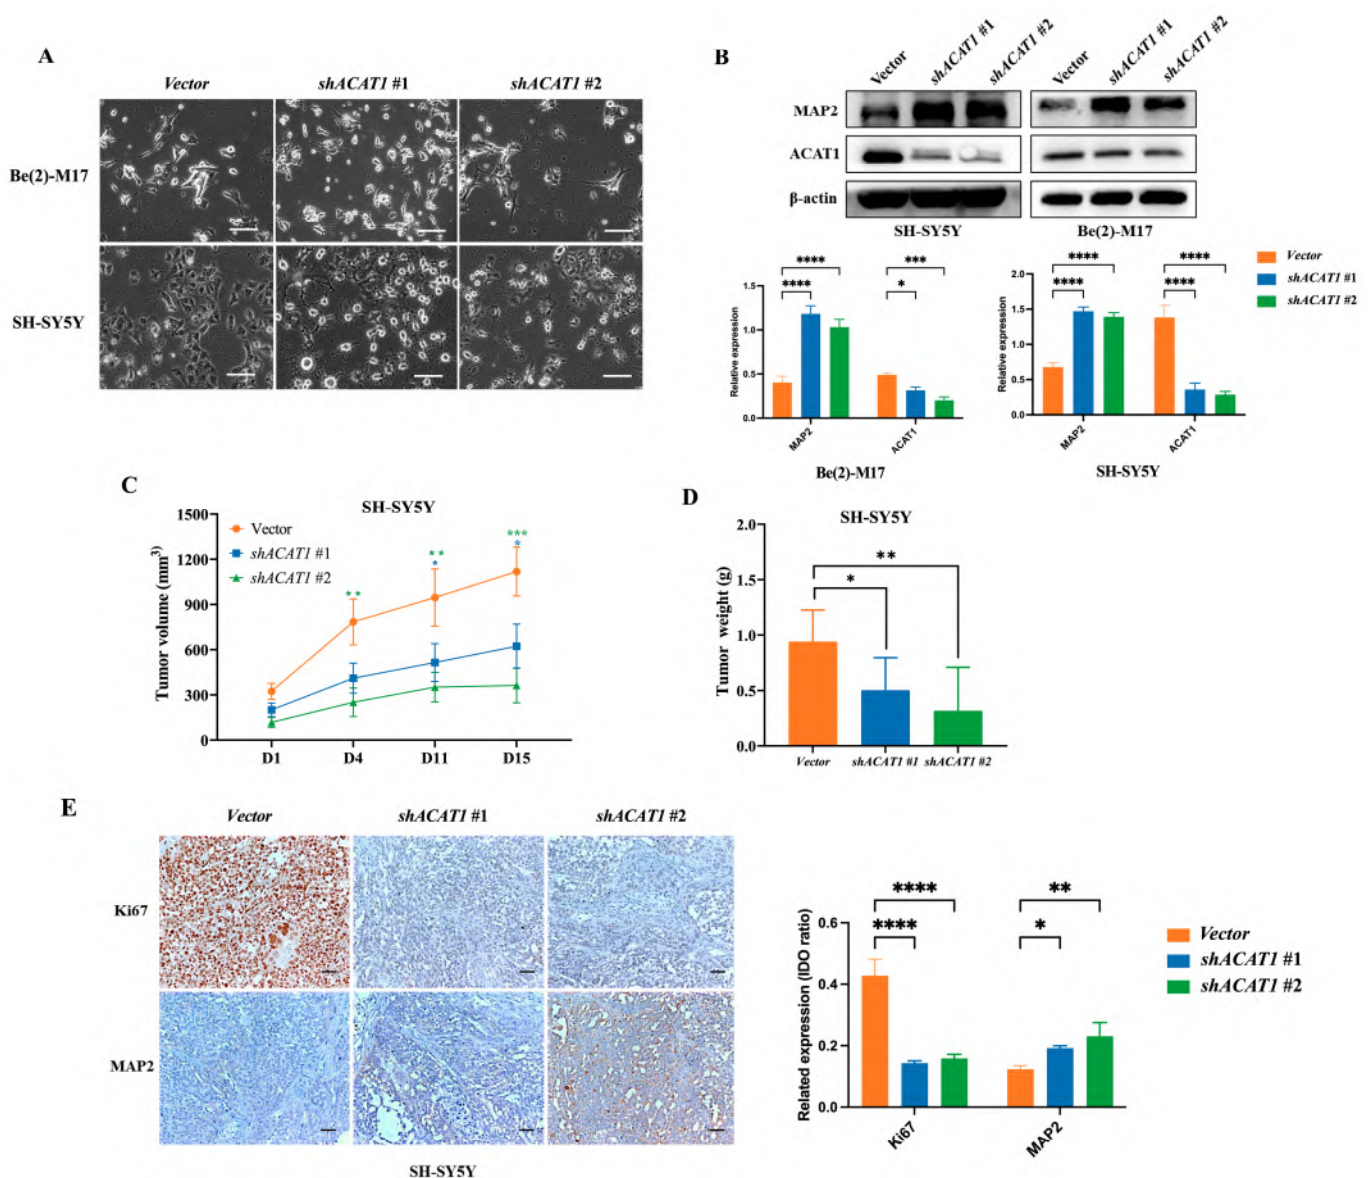 A
Vector
shACAT1 #1
shACAT1 #2
Be(2)-M17
SH-SY5Y
B
Vector
shACAT1 #1
shACAT1 #2
Vector
shACAT1 #1
shACAT1 #2
MAP2
ACAT1
β-actin
SH-SY5Y
Be(2)-M17
Relative expression
1.5
1.0
0.5
0.0
****
****
***
*
MAP2
ACAT1
Be(2)-M17
Relative expression
2.0
1.5
1.0
0.5
0.0
****
****
****
****
MAP2
ACAT1
SH-SY5Y
Vector
shACAT1 #1
shACAT1 #2
C
SH-SY5Y
Tumor volume (mm3)
1500
1200
900
600
300
0
Vector
shACAT1 #1
shACAT1 #2
**
**
*
***
*
D1
D4
D11
D15
D
SH-SY5Y
Tumor weight (g)
2.0
1.5
1.0
0.5
0.0
**
*
Vector
shACAT1 #1
shACAT1 #2
E
Vector
shACAT1 #1
shACAT1 #2
Ki67
MAP2
SH-SY5Y
Related expression (IDO ratio)
0.6
0.4
0.2
0.0
****
****
**
*
Ki67
MAP2
Vector
shACAT1 #1
shACAT1 #2